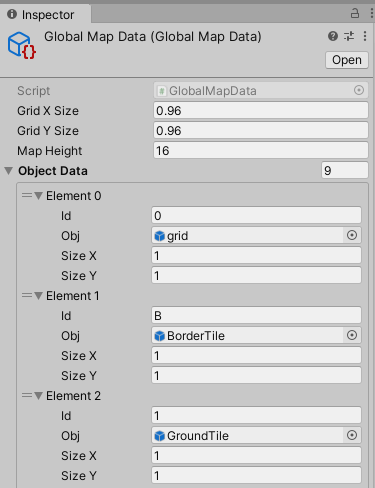 Inspector
Global Map Data (Global Map Data)
Open
Script GlobalMapData
Grid X Size 0.96
Grid Y Size 0.96
Map Height 16
Object Data 9
Element 0
Id 0
Obj grid
Size X 1
Size Y 1
Element 1
Id B
Obj BorderTile
Size X 1
Size Y 1
Element 2
Id 1
Obj GroundTile
Size X 1
Size Y 1